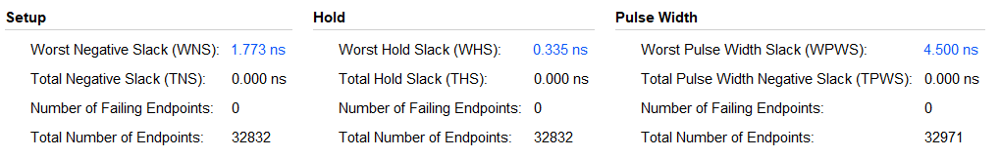 Setup Hold Pulse Width
Worst Negative Slack (WNS): 1.773 ns Worst Hold Slack (WHS): 0.335 ns Worst Pulse Width Slack (WPWS): 4.500 ns
Total Negative Slack (TNS): 0.000 ns Total Hold Slack (THS): 0.000 ns Total Pulse Width Negative Slack (TPWS): 0.000 ns
Number of Failing Endpoints: 0 Number of Failing Endpoints: 0 Number of Failing Endpoints: 0
Total Number of Endpoints: 32832 Total Number of Endpoints: 32832 Total Number of Endpoints: 32971